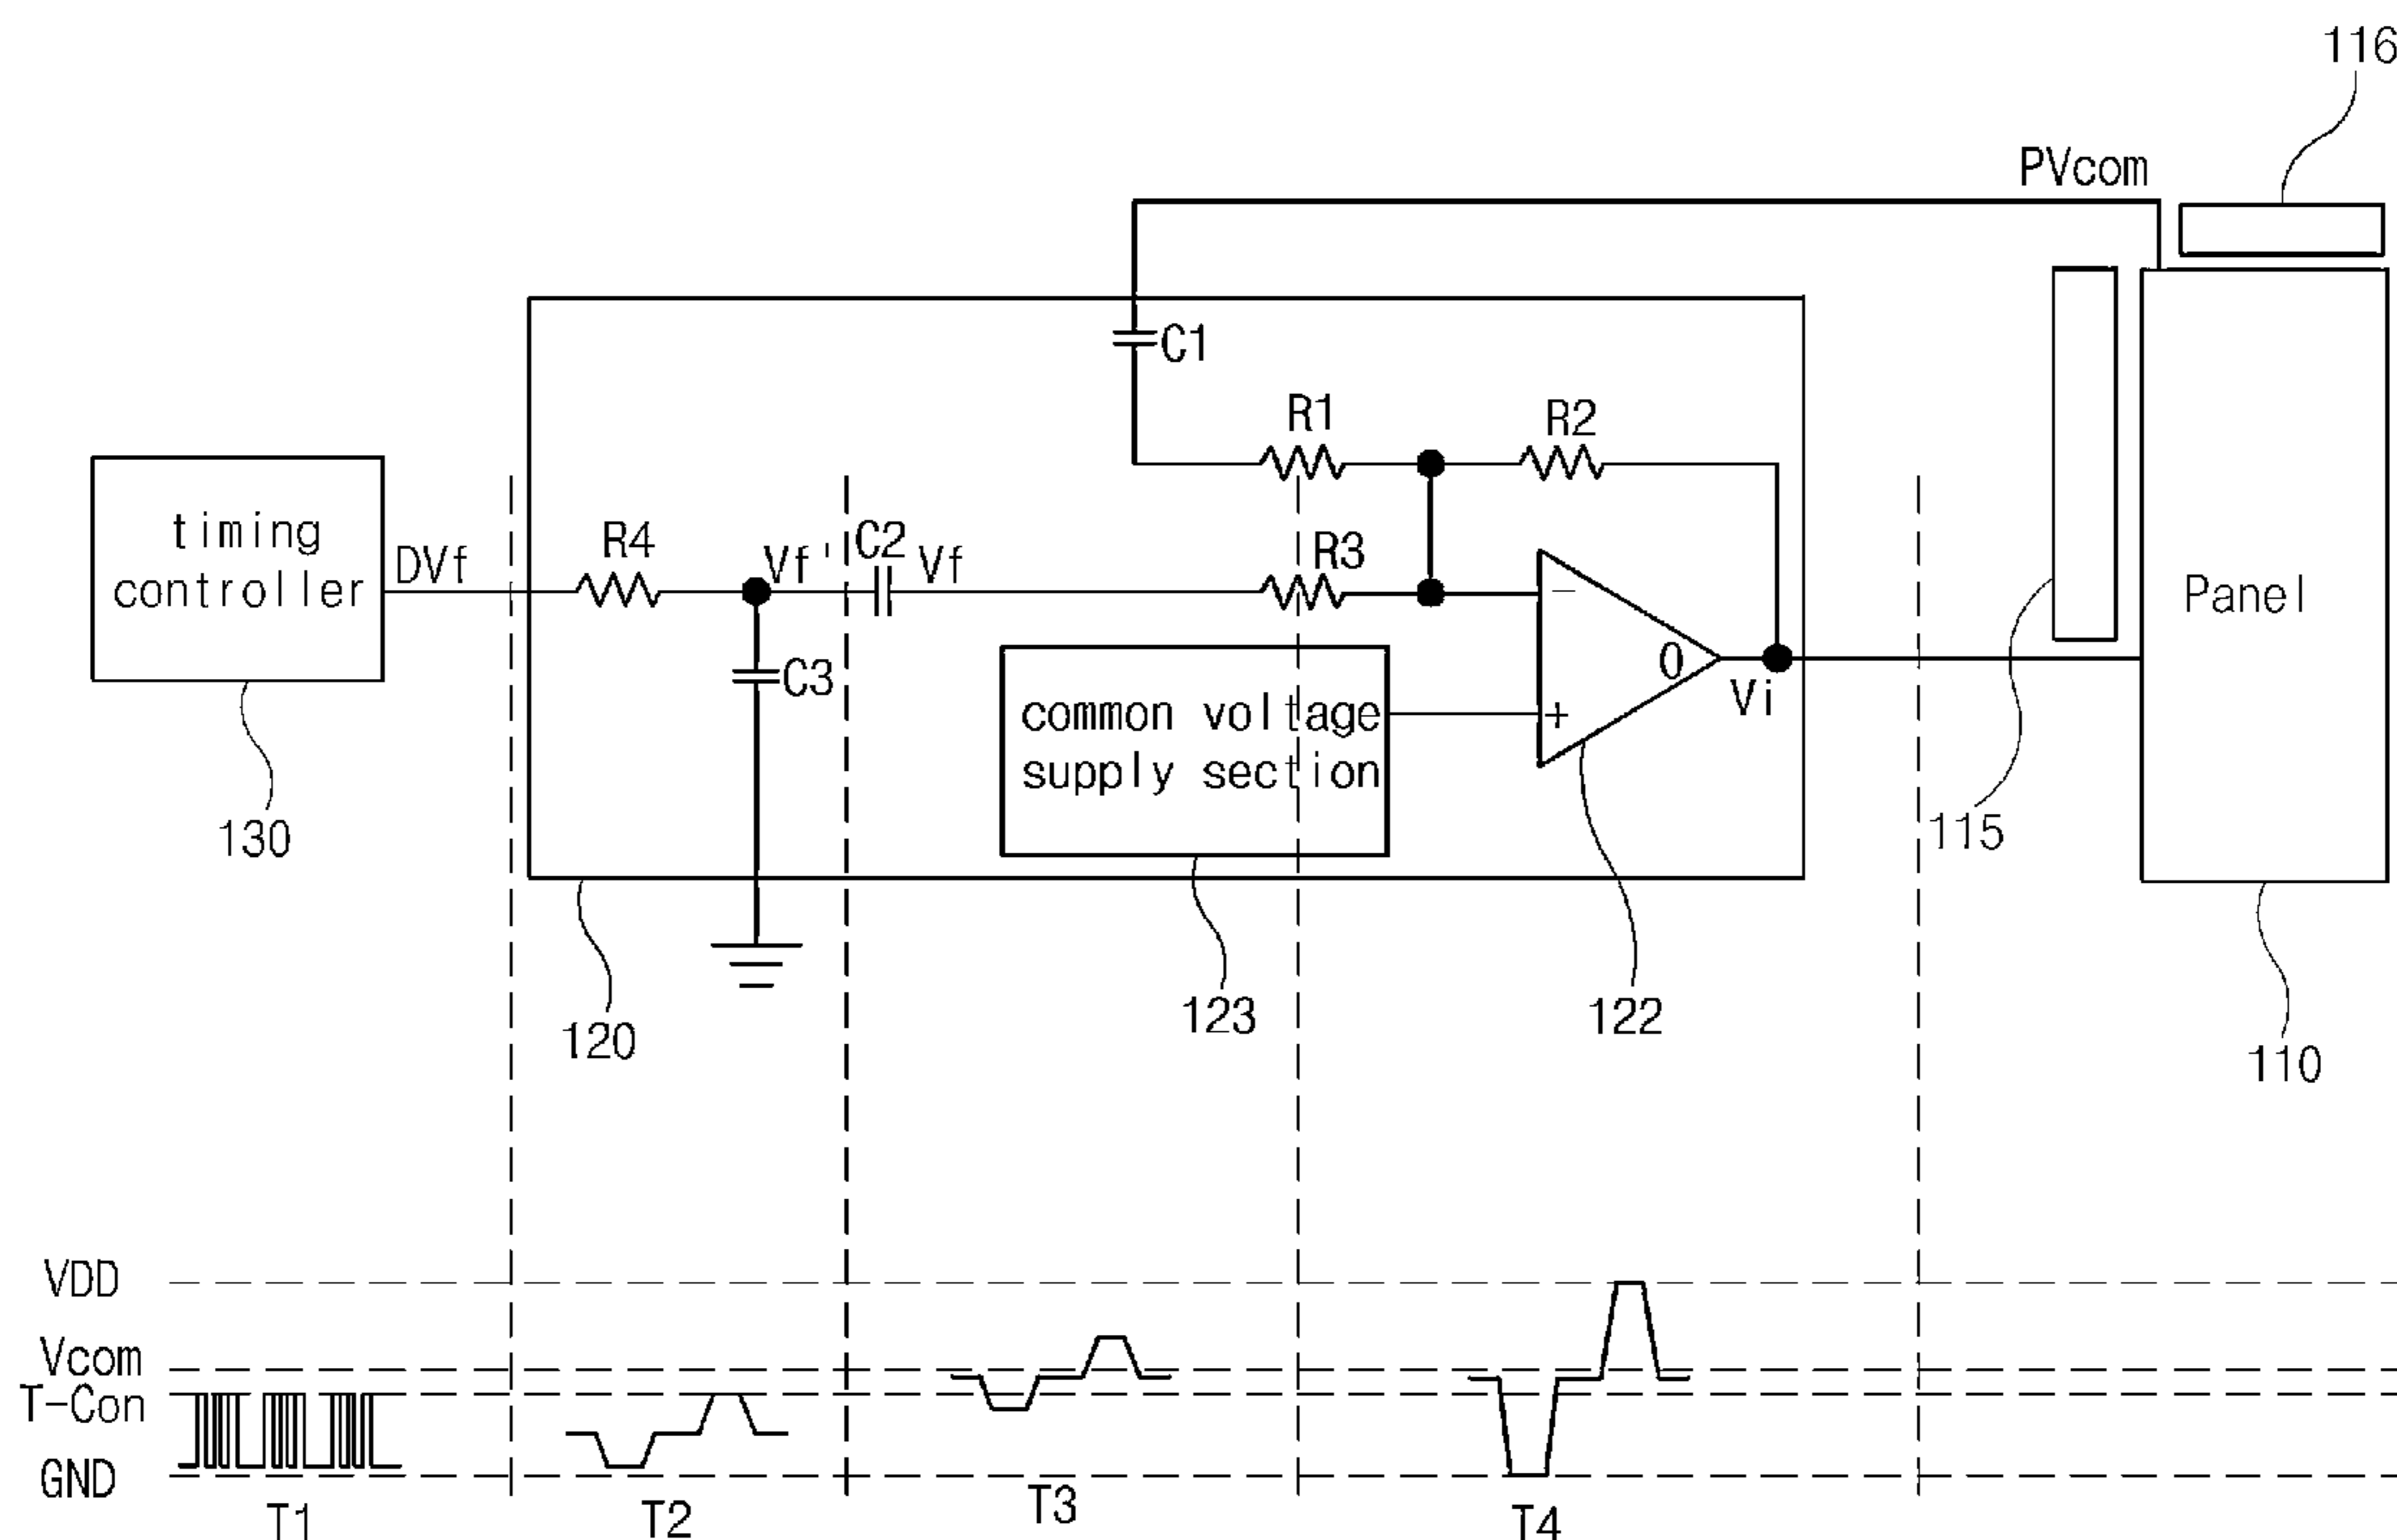 116
PVcom
C1
R1
R2
timing
controller
DVf
R4
Vf'
C2
Vf
R3
−
Panel
C3
common voltage
supply section
+
O
Vi
130
115
120
123
122
110
VDD
Vcom
T-Con
GND
T1
T2
T3
T4